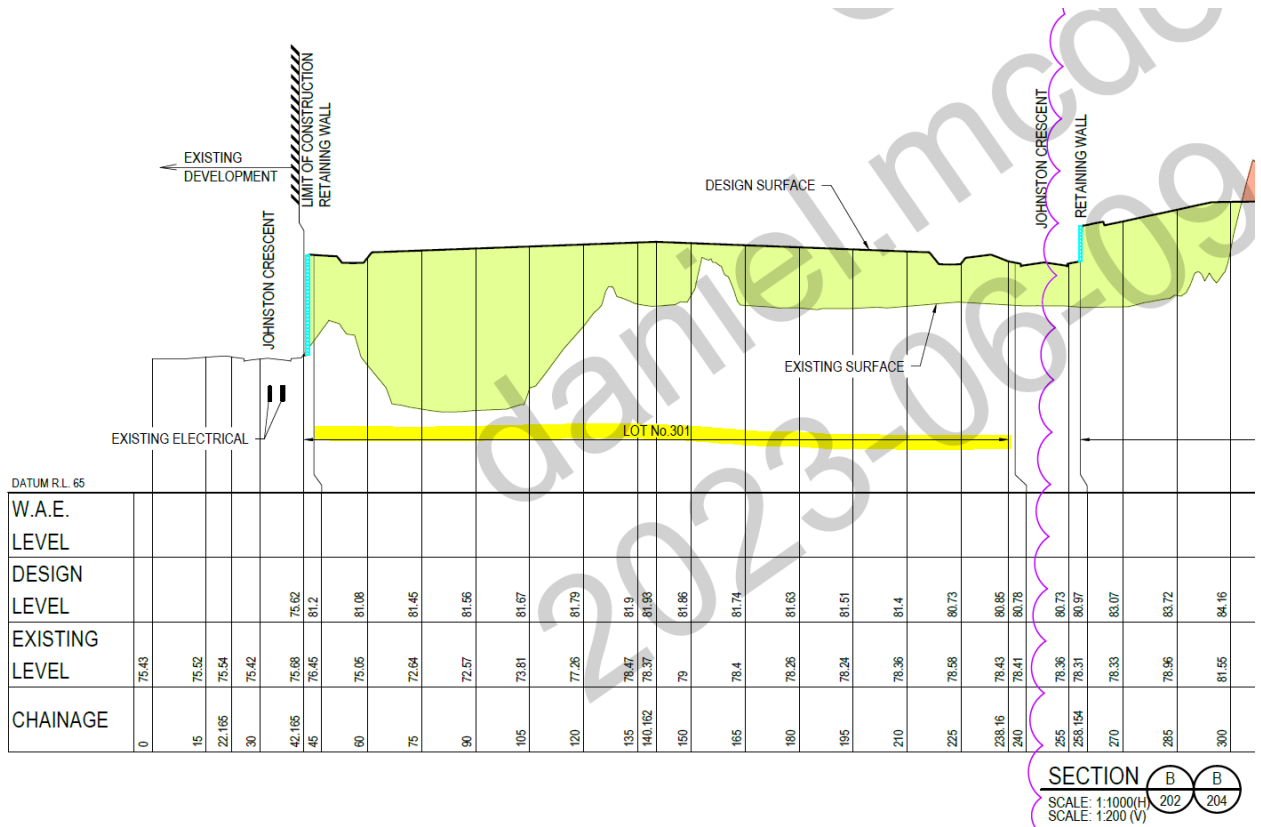 LIMIT OF CONSTRUCTION
RETAINING WALL
EXISTING
DEVELOPMENT
JOHNSTON CRESCENT
DESIGN SURFACE
JOHNSTON CRESCENT
RETAINING WALL
EXISTING SURFACE
EXISTING ELECTRICAL
LOT No.301
DATUM R.L. 65
W.A.E.
LEVEL
DESIGN
LEVEL
75.62 81.2 81.08 81.45 81.56 81.67 81.79 81.9 81.93 81.86 81.74 81.63 81.51 81.4 80.73 80.85 80.78 80.73 80.97 83.07 83.72 84.16
EXISTING
LEVEL
75.43 75.52 75.54 75.42 75.68 76.45 75.05 72.64 72.57 73.81 77.26 78.47 78.37 79 78.4 78.26 78.24 78.36 78.58 78.43 78.41 78.36 78.31 78.33 78.96 81.55
CHAINAGE
0 15 22.165 30 42.165 45 60 75 90 105 120 135 140.162 150 165 180 195 210 225 238.16 240 255 258.154 270 285 300
SECTION
B
202
B
204
SCALE: 1:1000(H)
SCALE: 1:200 (V)
daniel.mcd
2023-06-09